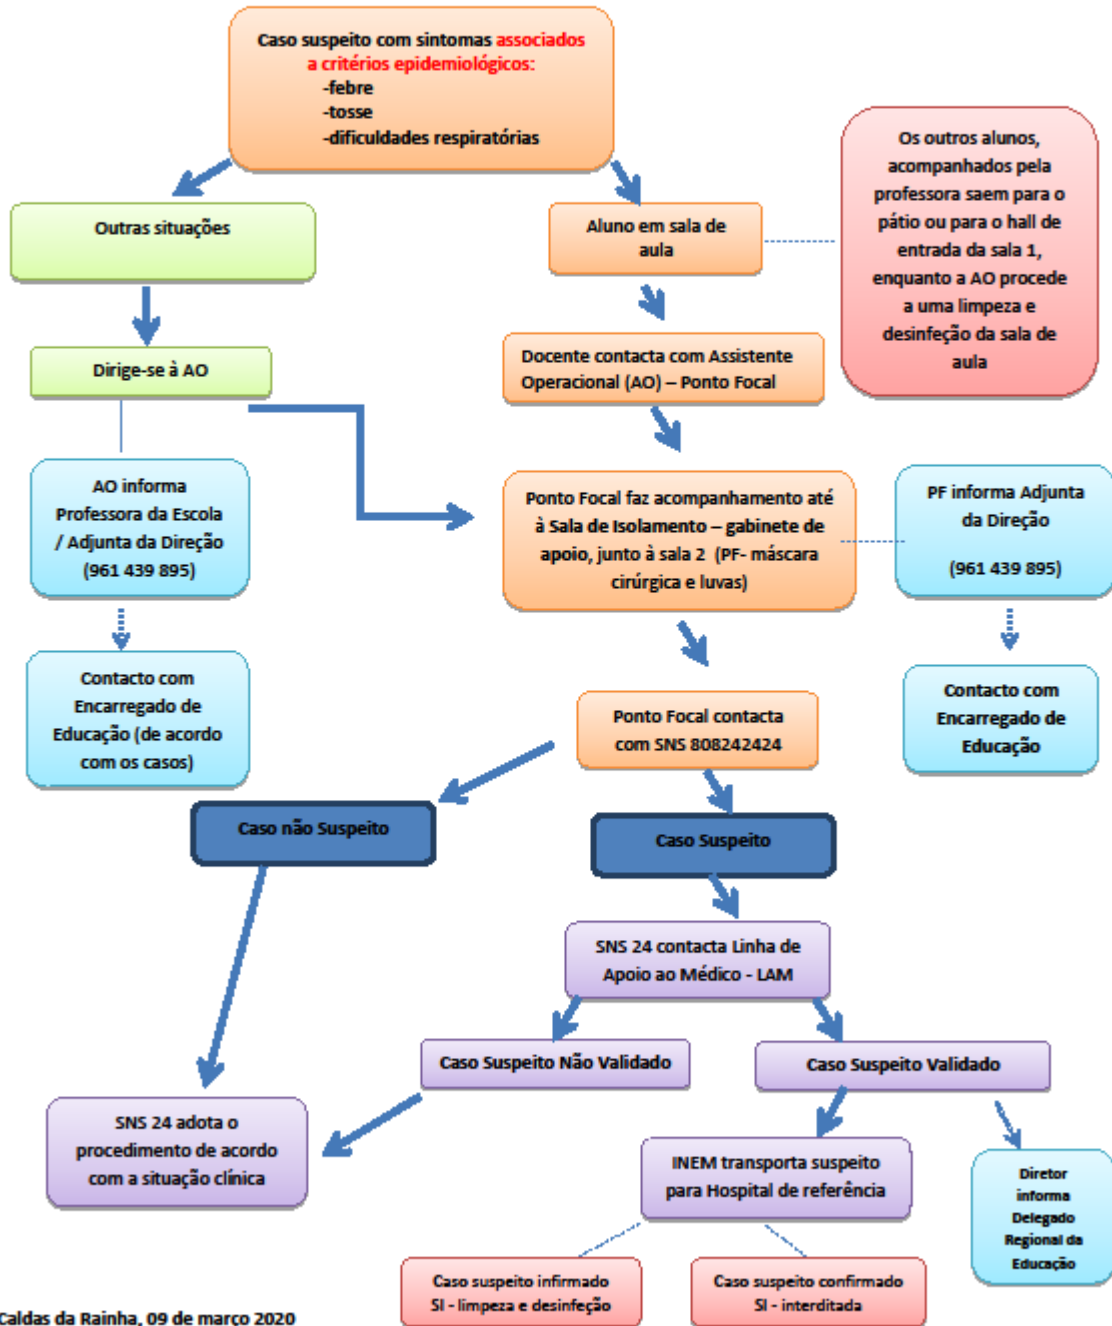 Caso suspeito com sintomas associados
a critérios epidemiológicos:
-febre
-tosse
-dificuldades respiratórias
Os outros alunos,
acompanhados pela
professora saem para o
pátio ou para o hall de
entrada da sala 1,
enquanto a AO procede
a uma limpeza e
desinfeção da sala de
aula
Outras situações
Aluno em sala de
aula
Dirige-se à AO
Docente contacta com Assistente
Operacional (AO) – Ponto Focal
AO informa
Professora da Escola
/ Adjunta da Direção
(961 439 895)
Ponto Focal faz acompanhamento até
à Sala de Isolamento – gabinete de
apoio, junto à sala 2 (PF- máscara
cirúrgica e luvas)
PF informa Adjunta
da Direção
(961 439 895)
Contacto com
Encarregado de
Educação (de acordo
com os casos)
Ponto Focal contacta
com SNS 808242424
Contacto com
Encarregado de
Educação
Caso não Suspeito
Caso Suspeito
SNS 24 contacta Linha de
Apoio ao Médico - LAM
Caso Suspeito Não Validado
Caso Suspeito Validado
SNS 24 adota o
procedimento de acordo
com a situação clínica
INEM transporta suspeito
para Hospital de referência
Diretor
informa
Delegado
Regional da
Educação
Caso suspeito infirmado
SI - limpeza e desinfeção
Caso suspeito confirmado
SI - interditada
Caldas da Rainha, 09 de março 2020